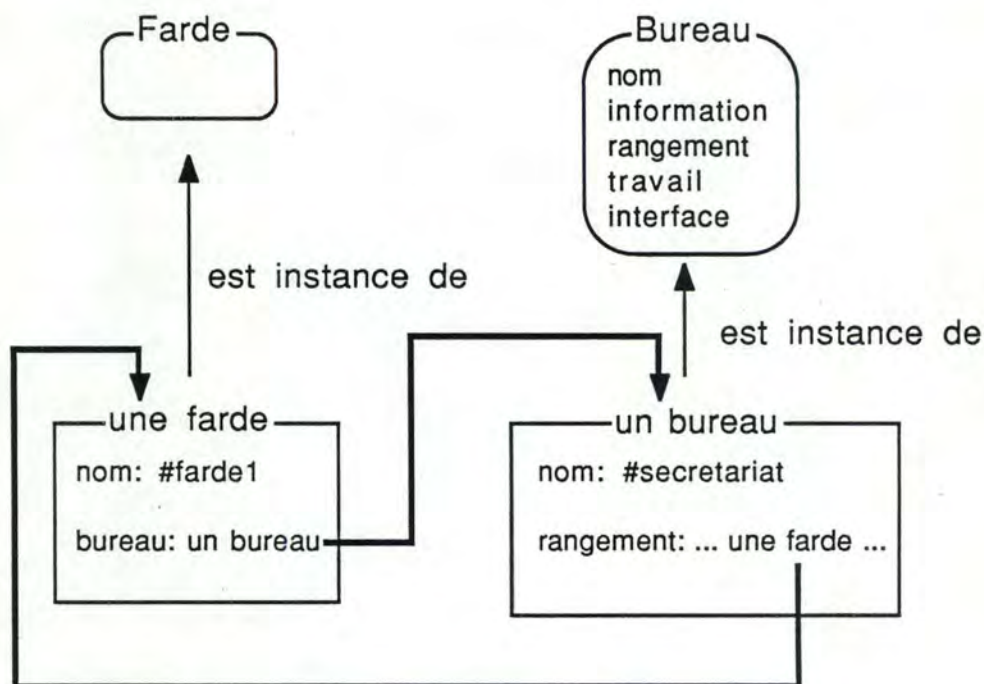 Farde
Bureau
nom
information
rangement
travail
interface
est instance de
est instance de
une farde
nom: #farde1
bureau: un bureau
un bureau
nom: #secretariat
rangement: ... une farde ...